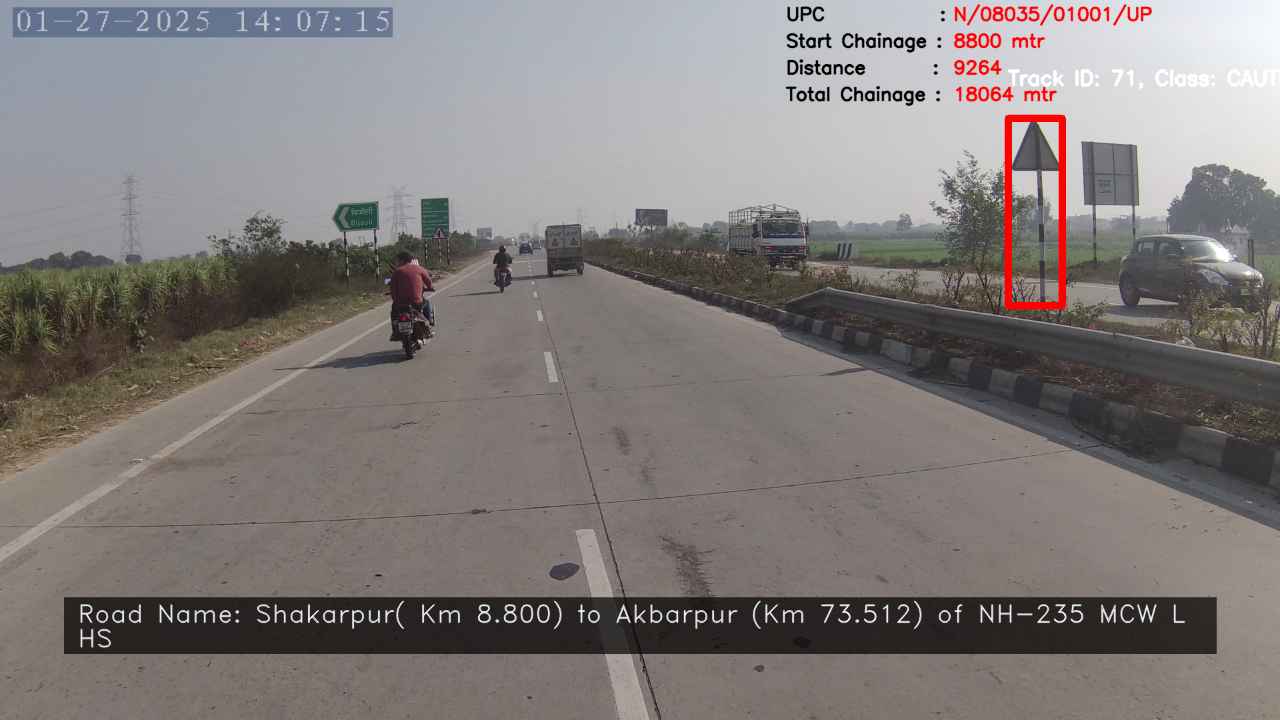 01-27-2025 14:07:15
UPC : N/08035/01001/UP
Start Chainage : 8800 mtr
Distance : 9264
Track ID: 71, Class: CAUT
Total Chainage : 18064 mtr
Road Name: Shakarpur( Km 8.800) to Akbarpur (Km 73.512) of NH-235 MCW L
HS